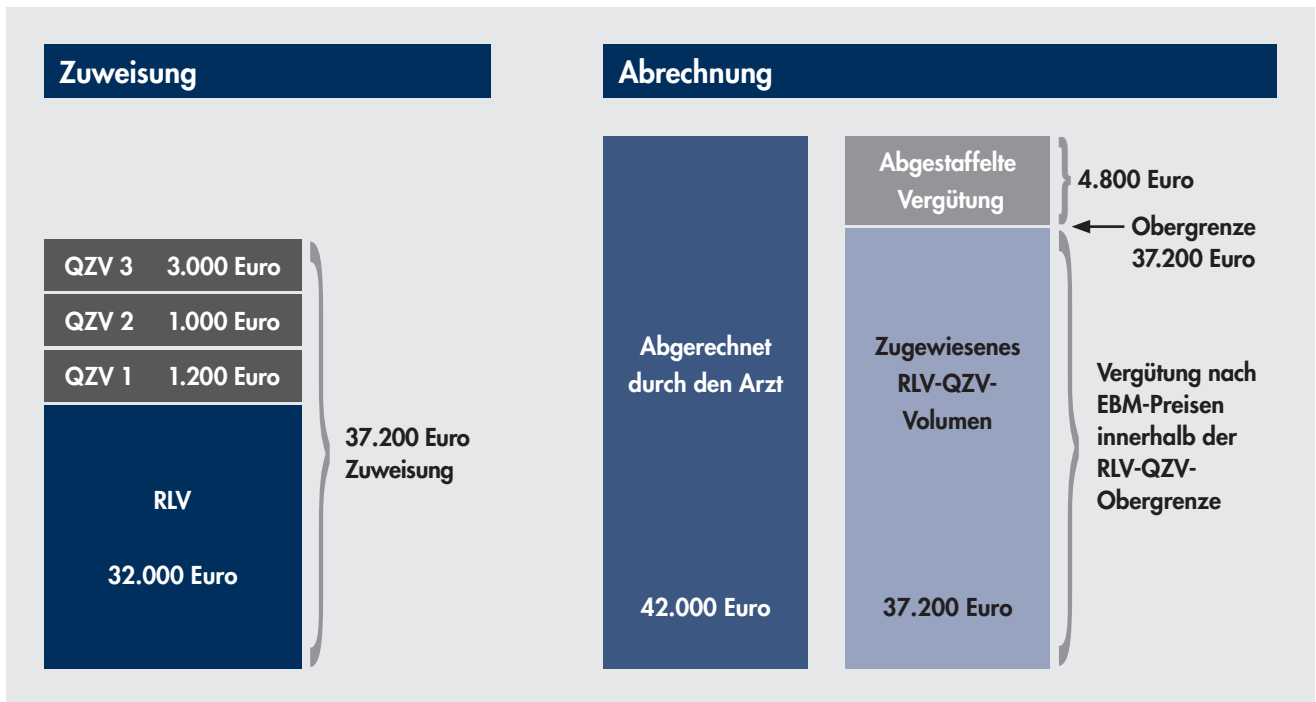 Zuweisung
QZV 3 3.000 Euro
QZV 2 1.000 Euro
QZV 1 1.200 Euro
RLV
32.000 Euro
37.200 Euro
Zuweisung
Abrechnung
Abgerechnet
durch den Arzt
42.000 Euro
Abgestaffelte
Vergütung
Zugewiesenes
RLV-QZV-
Volumen
37.200 Euro
4.800 Euro
Obergrenze
37.200 Euro
Vergütung nach
EBM-Preisen
innerhalb der
RLV-QZV-
Obergrenze